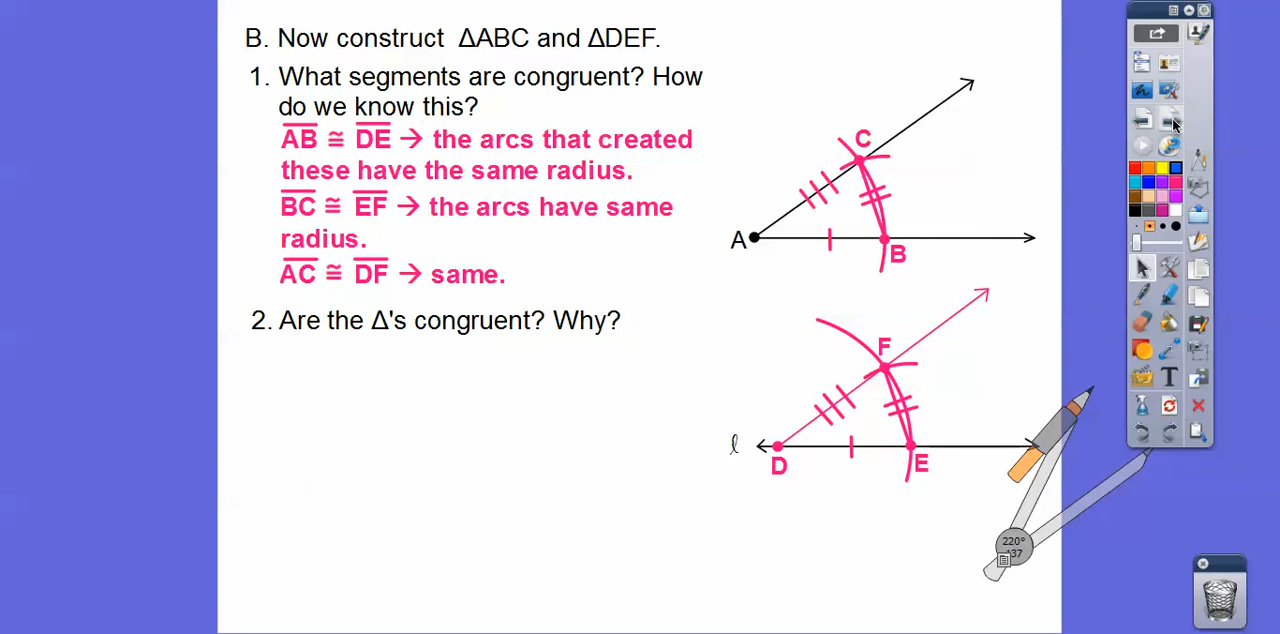 B. Now construct ΔABC and ΔDEF.
1. What segments are congruent? How
do we know this?
AB ≅ DE → the arcs that created
these have the same radius.
BC ≅ EF → the arcs have same
radius.
AC ≅ DF → same.
2. Are the Δ's congruent? Why?
C
A
B
F
ℓ
D
E
220°
T